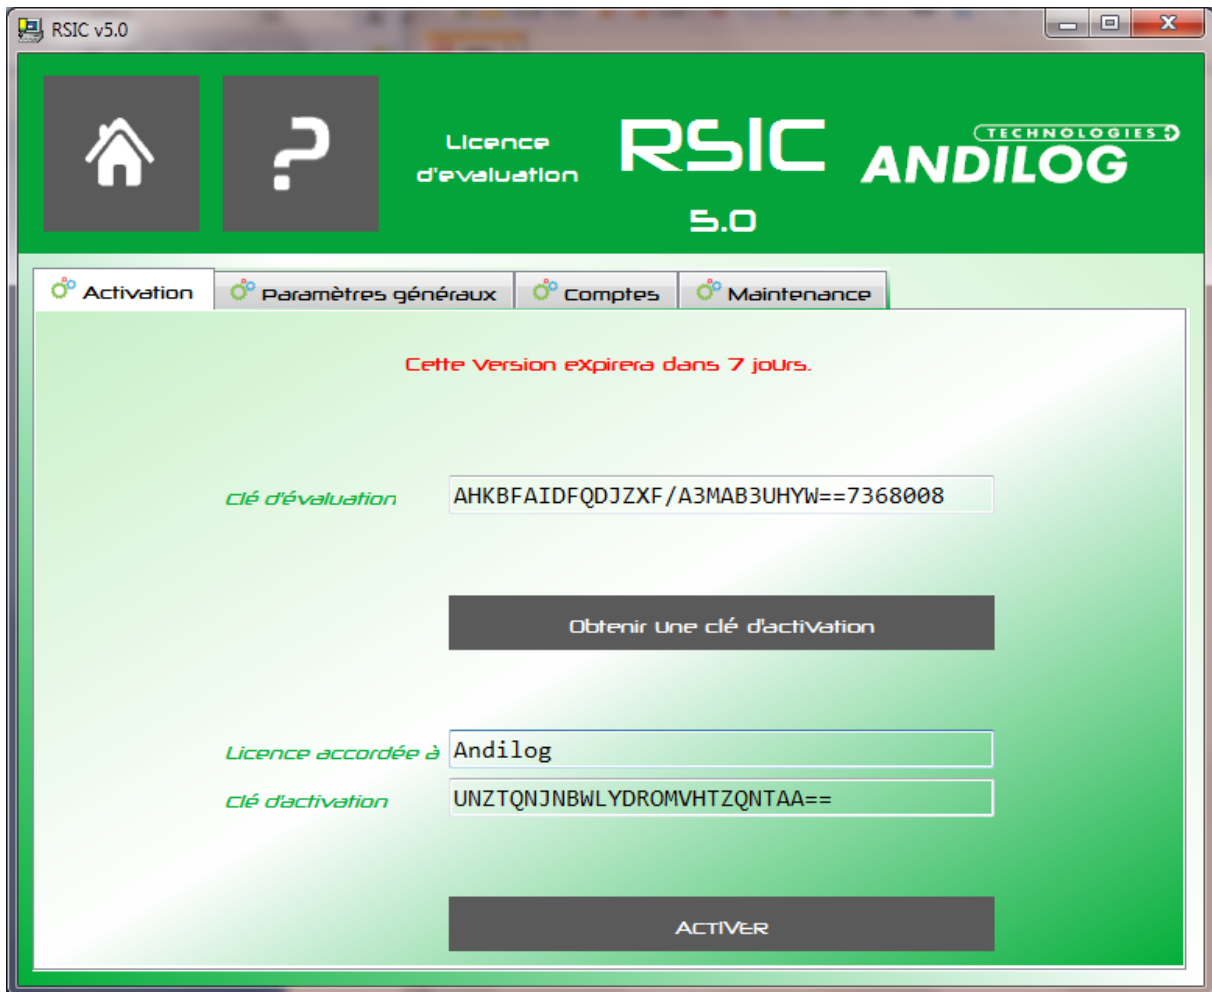 RSIC v5.0
?
Licence
d'evaluation
RSIC
5.0
TECHNOLOGIES
ANDILOG
Activation
Paramètres généraux
Comptes
Maintenance
Cette version expirera dans 7 jours.
Clé d'évaluation AHKBFAIDFQDJZXF/A3MAB3UHYW==7368008
Obtenir une clé d'activation
Licence accordée à Andilog
Clé d'activation UNZTQNJNBWLYDROMVHTZQNTAA==
Activer